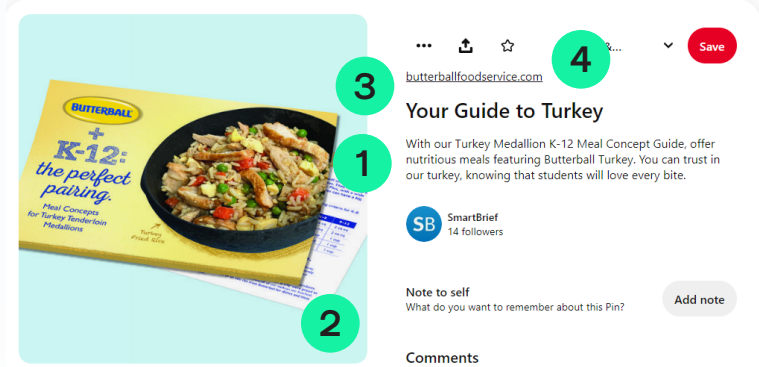 BUTTERBALL
+
K-12:
the perfect
pairing.
Meal Concepts
for Turkey Tenderloin
Medallions
Turkey
Fried Rice
1
2
3
4
&...
Save
butterballfoodservice.com
Your Guide to Turkey
With our Turkey Medallion K-12 Meal Concept Guide, offer
nutritious meals featuring Butterball Turkey. You can trust in
our turkey, knowing that students will love every bite.
SB
SmartBrief
14 followers
Note to self
What do you want to remember about this Pin?
Add note
Comments